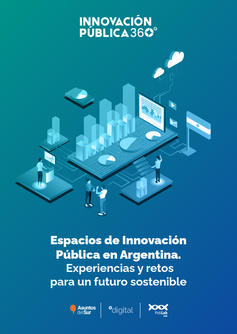 INNOVACIÓN
PÚBLICA360°
Espacios de Innovación
Pública en Argentina.
Experiencias y retos
para un futuro sostenible
Asuntos
del Sur
digital